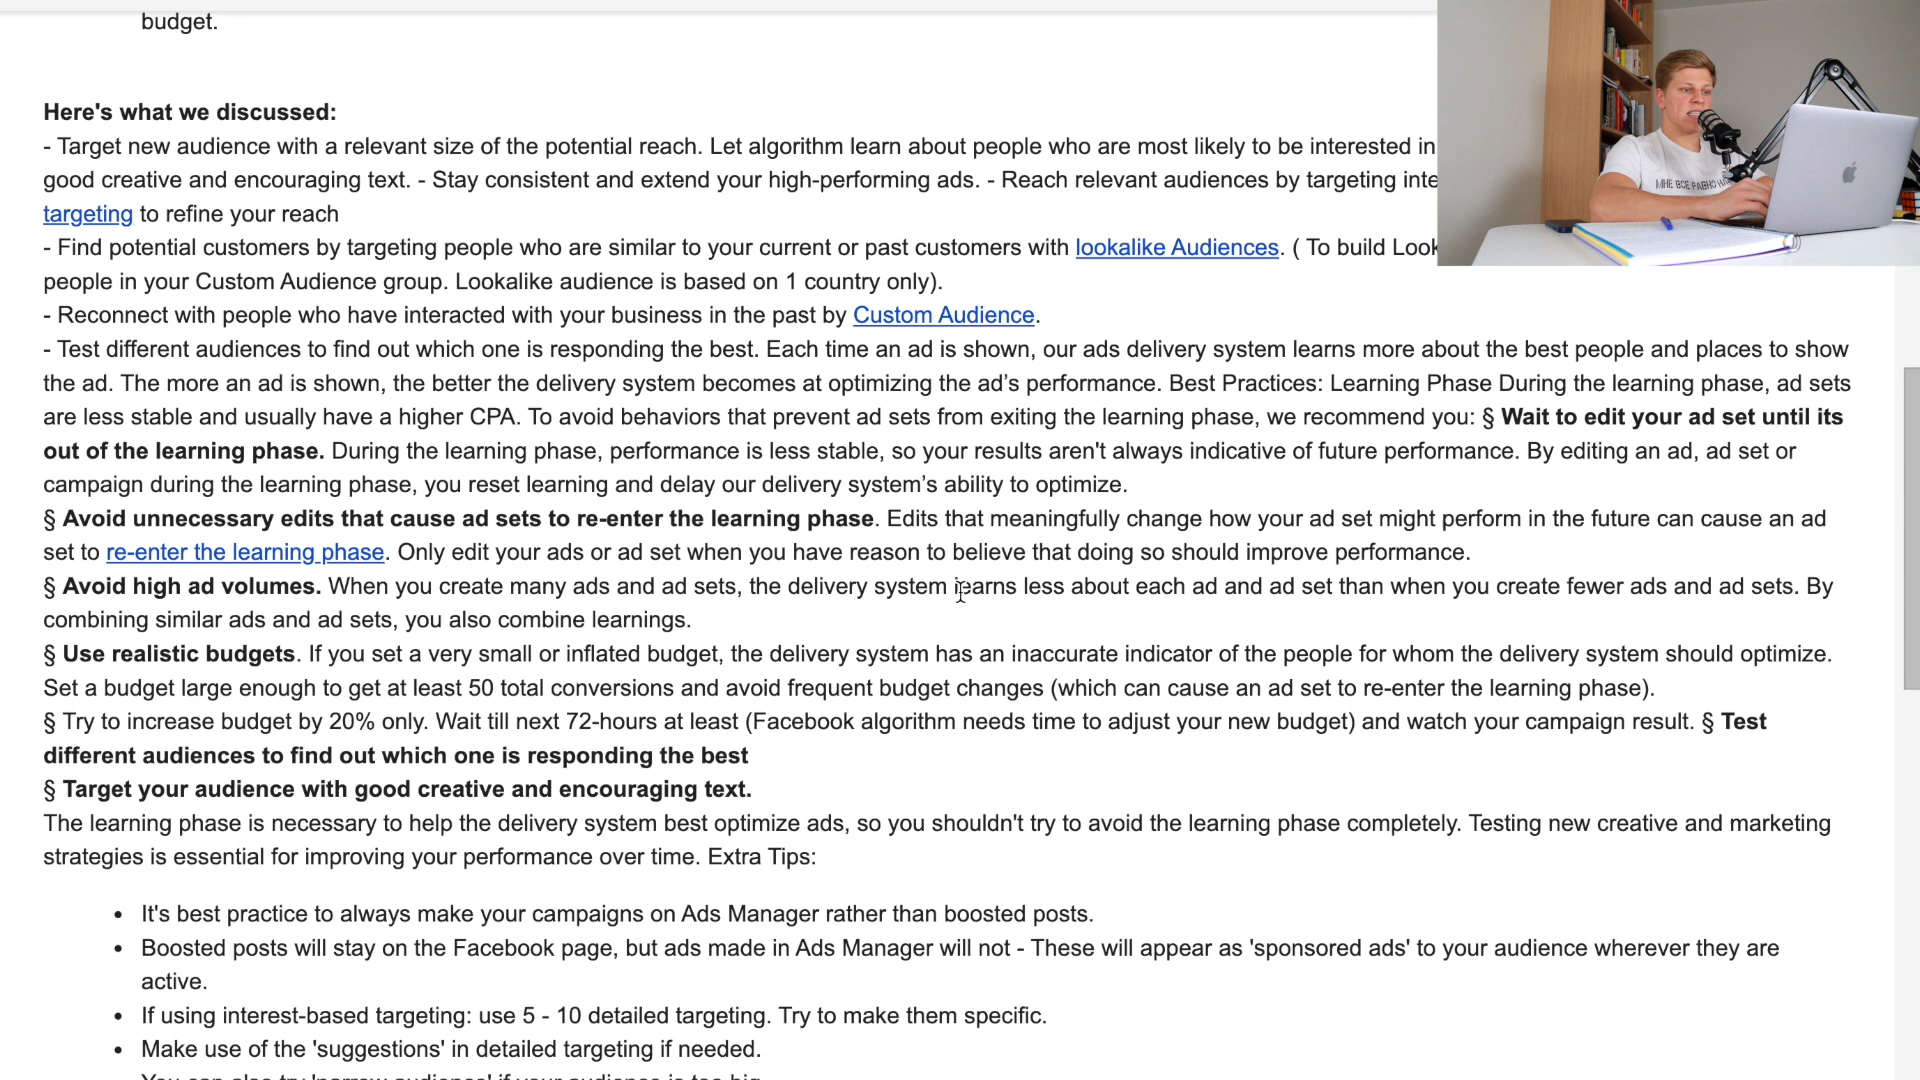 budget.
Here's what we discussed:
- Target new audience with a relevant size of the potential reach. Let algorithm learn about people who are most likely to be interested in
good creative and encouraging text. - Stay consistent and extend your high-performing ads. - Reach relevant audiences by targeting inte
targeting to refine your reach
- Find potential customers by targeting people who are similar to your current or past customers with lookalike Audiences. ( To build Look
people in your Custom Audience group. Lookalike audience is based on 1 country only).
- Reconnect with people who have interacted with your business in the past by Custom Audience.
- Test different audiences to find out which one is responding the best. Each time an ad is shown, our ads delivery system learns more about the best people and places to show
the ad. The more an ad is shown, the better the delivery system becomes at optimizing the ad’s performance. Best Practices: Learning Phase During the learning phase, ad sets
are less stable and usually have a higher CPA. To avoid behaviors that prevent ad sets from exiting the learning phase, we recommend you: § Wait to edit your ad set until its
out of the learning phase. During the learning phase, performance is less stable, so your results aren't always indicative of future performance. By editing an ad, ad set or
campaign during the learning phase, you reset learning and delay our delivery system’s ability to optimize.
§ Avoid unnecessary edits that cause ad sets to re-enter the learning phase. Edits that meaningfully change how your ad set might perform in the future can cause an ad
set to re-enter the learning phase. Only edit your ads or ad set when you have reason to believe that doing so should improve performance.
§ Avoid high ad volumes. When you create many ads and ad sets, the delivery system learns less about each ad and ad set than when you create fewer ads and ad sets. By
combining similar ads and ad sets, you also combine learnings.
§ Use realistic budgets. If you set a very small or inflated budget, the delivery system has an inaccurate indicator of the people for whom the delivery system should optimize.
Set a budget large enough to get at least 50 total conversions and avoid frequent budget changes (which can cause an ad set to re-enter the learning phase).
§ Try to increase budget by 20% only. Wait till next 72-hours at least (Facebook algorithm needs time to adjust your new budget) and watch your campaign result. § Test
different audiences to find out which one is responding the best
§ Target your audience with good creative and encouraging text.
The learning phase is necessary to help the delivery system best optimize ads, so you shouldn't try to avoid the learning phase completely. Testing new creative and marketing
strategies is essential for improving your performance over time. Extra Tips:
• It's best practice to always make your campaigns on Ads Manager rather than boosted posts.
• Boosted posts will stay on the Facebook page, but ads made in Ads Manager will not - These will appear as 'sponsored ads' to your audience wherever they are
active.
• If using interest-based targeting: use 5 - 10 detailed targeting. Try to make them specific.
• Make use of the 'suggestions' in detailed targeting if needed.
You can also try 'narrow audience' if your audience is too big
МНЕ ВСЕ РАВНО